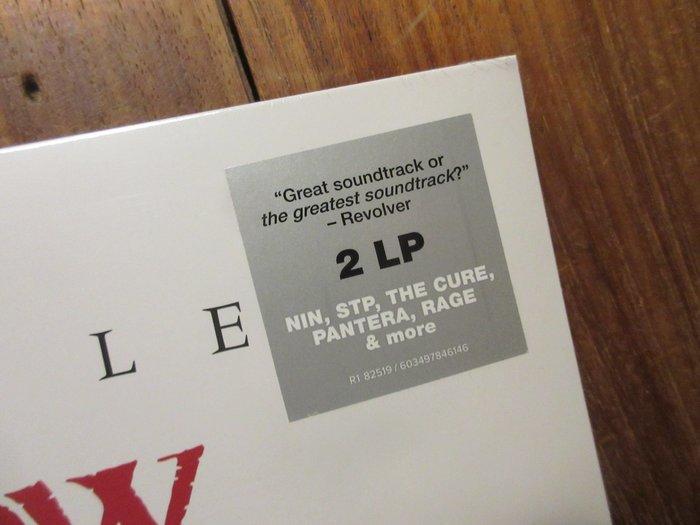 “Great soundtrack or
the greatest soundtrack?”
– Revolver
2 LP
NIN, STP, THE CURE,
PANTERA, RAGE
& more
R1 82519 / 603497846146
L E
W